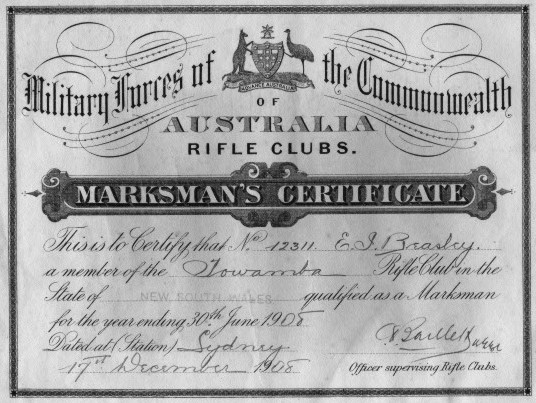 Military Forces of the Commonwealth
ADVANCE AUSTRALIA
OF
AUSTRALIA
RIFLE CLUBS.
MARKSMAN'S CERTIFICATE
This is to Certify that No 12311 E. J. Beasley.
a member of the Towamba Rifle Club in the
State of NEW SOUTH WALES qualified as a Marksman
for the year ending 30th June 1908
Dated at (Station) Sydney
17th December 1908
Officer supervising Rifle Clubs.